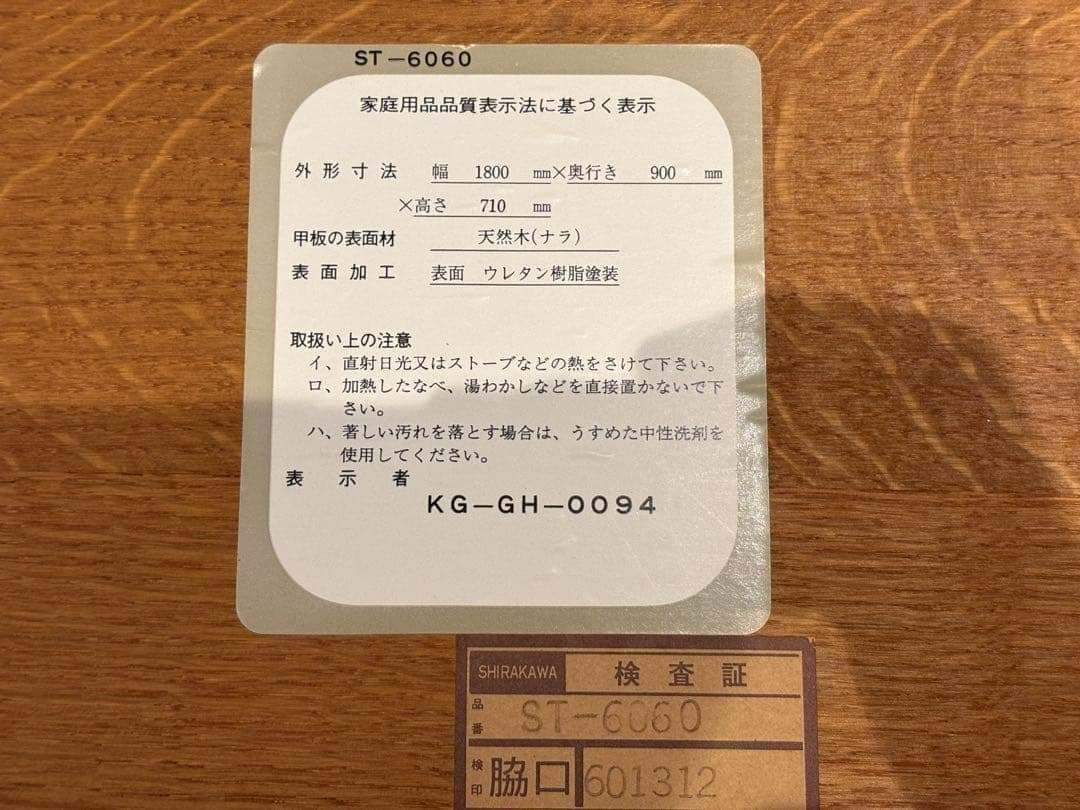 ST-6060
家庭用品品質表示法に基づく表示
外形寸法 幅 1800 mm×奥行き 900 mm
×高さ 710 mm
甲板の表面材 天然木(ナラ)
表面加工 表面 ウレタン樹脂塗装
取扱い上の注意
イ、直射日光又はストーブなどの熱をさけて下さい。
ロ、加熱したなべ、湯わかしなどを直接置かないで下
さい。
ハ、著しい汚れを落とす場合は、うすめた中性洗剤を
使用してください。
表示者
KG-GH-0094
SHIRAKAWA 検査証
品番 ST-6060
検印 脇口 601312